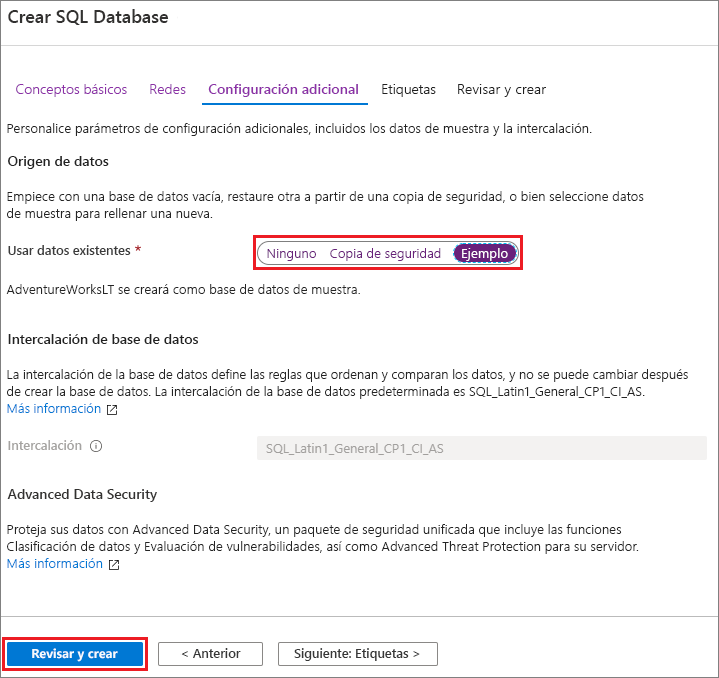 Crear SQL Database
Conceptos básicos Redes Configuración adicional Etiquetas Revisar y crear
Personalice parámetros de configuración adicionales, incluidos los datos de muestra y la intercalación.
Origen de datos
Empiece con una base de datos vacía, restaure otra a partir de una copia de seguridad, o bien seleccione datos
de muestra para rellenar una nueva.
Usar datos existentes * Ninguno Copia de seguridad Ejemplo
AdventureWorksLT se creará como base de datos de muestra.
Intercalación de base de datos
La intercalación de la base de datos define las reglas que ordenan y comparan los datos, y no se puede cambiar después
de crear la base de datos. La intercalación de la base de datos predeterminada es SQL_Latin1_General_CP1_CI_AS.
Más información
Intercalación SQL_Latin1_General_CP1_CI_AS
Advanced Data Security
Proteja sus datos con Advanced Data Security, un paquete de seguridad unificada que incluye las funciones
Clasificación de datos y Evaluación de vulnerabilidades, así como Advanced Threat Protection para su servidor.
Más información
Revisar y crear < Anterior Siguiente: Etiquetas >